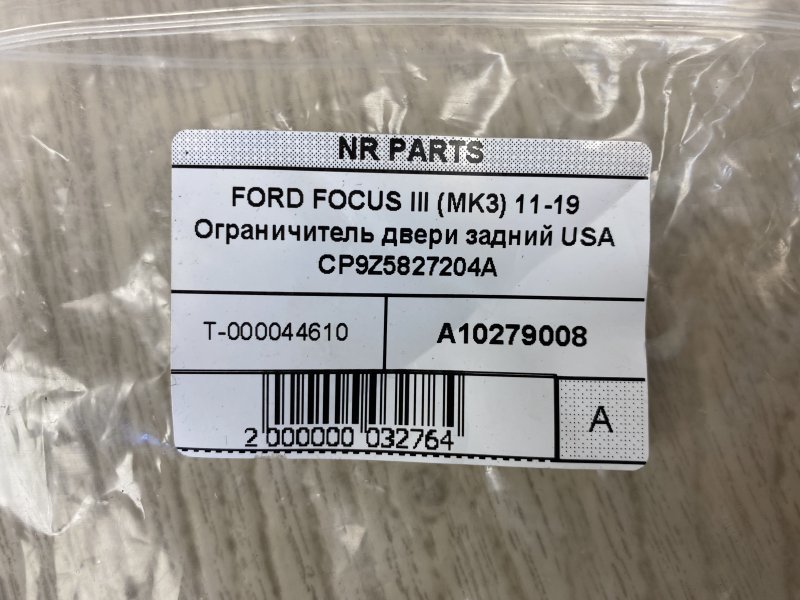 NR PARTS
FORD FOCUS III (MK3) 11-19
Ограничитель двери задний USA
CP9Z5827204A
T-000044610
A10279008
2 000000 032764
A